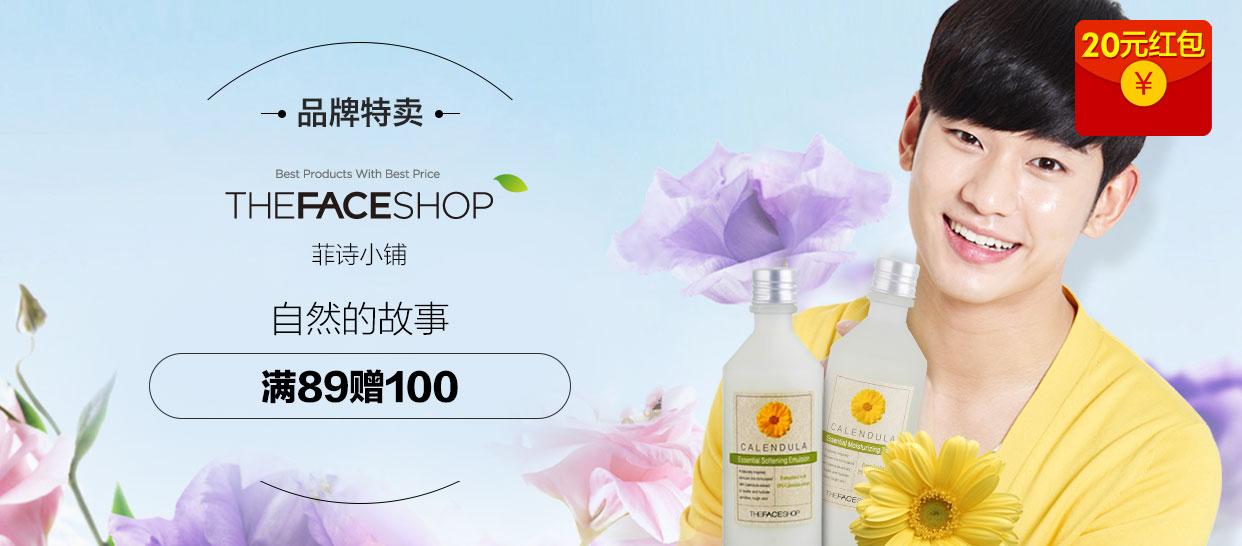 品牌特卖
Best Products With Best Price
THEFACESHOP
菲诗小铺
自然的故事
满89赠100
20元红包
¥
CALENDULA
Essential Softening Emulsion
THEFACESHOP
CALENDULA
Essential Moisturizing
THEFACESHOP